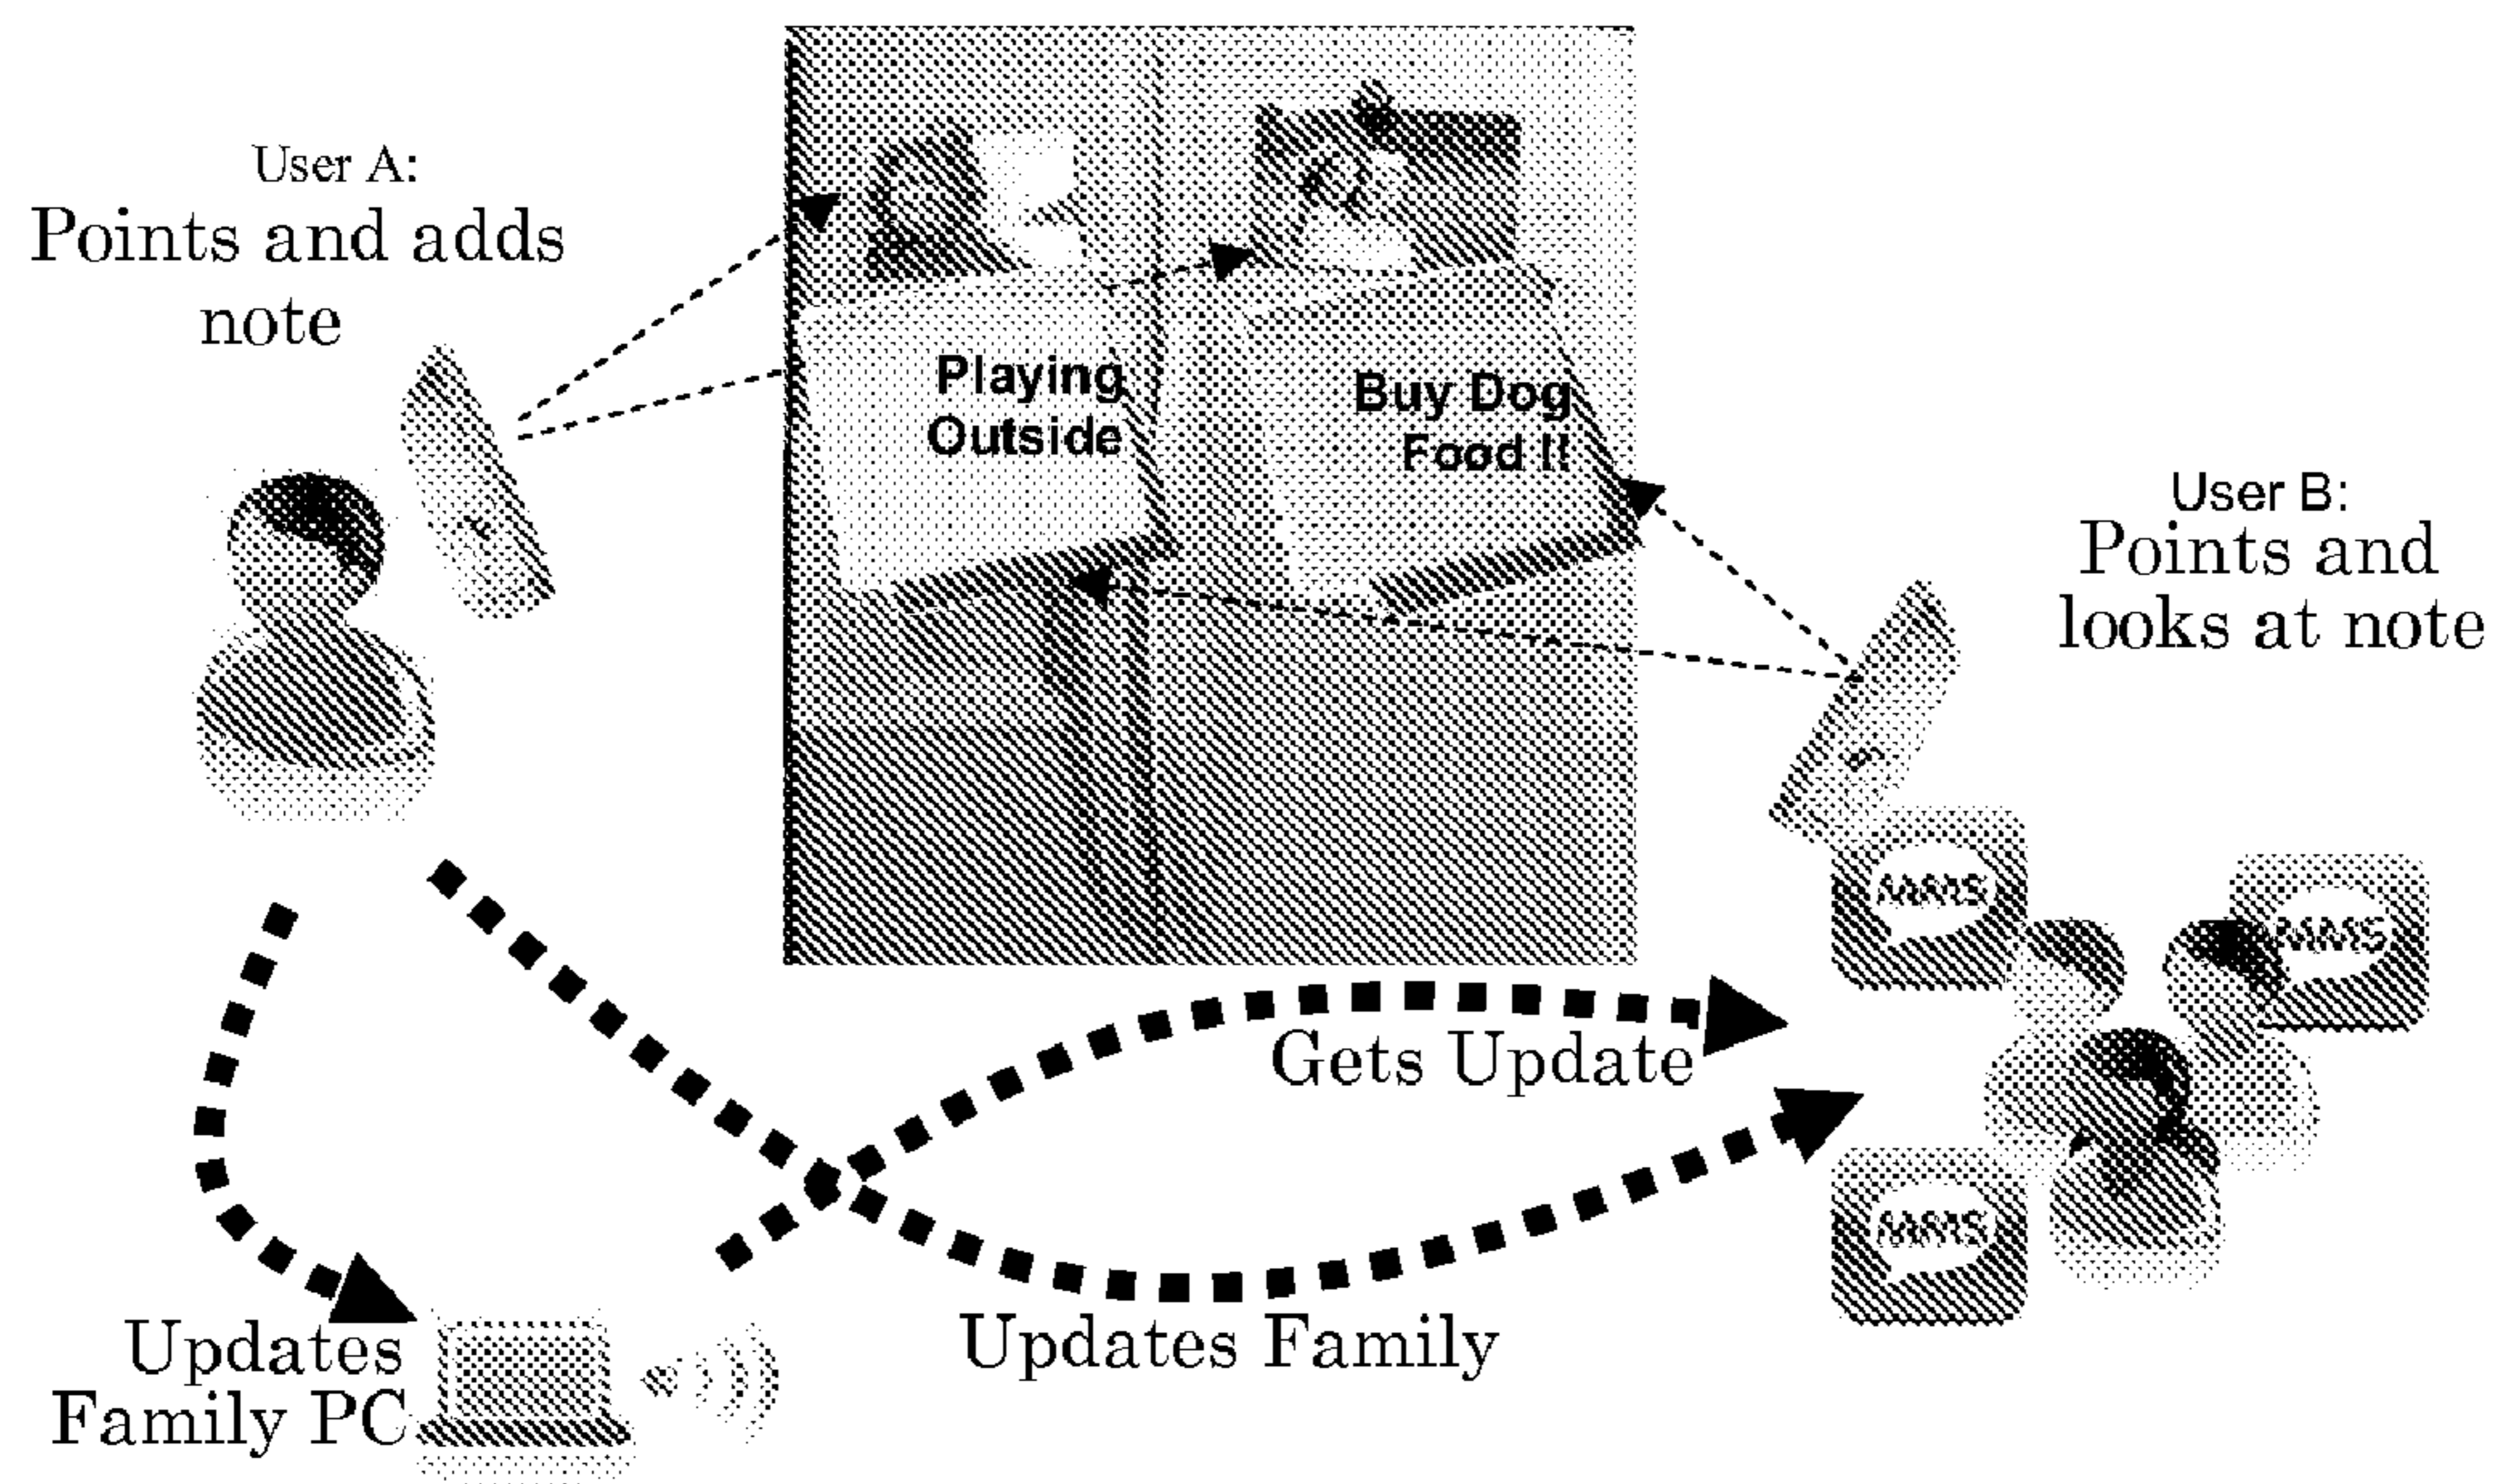 User A:
Points and adds
note
Playing
Outside
Buy Dog
Food !!
User B:
Points and
looks at note
MMS
MMS
MMS
Gets Update
Updates Family
Updates
Family PC